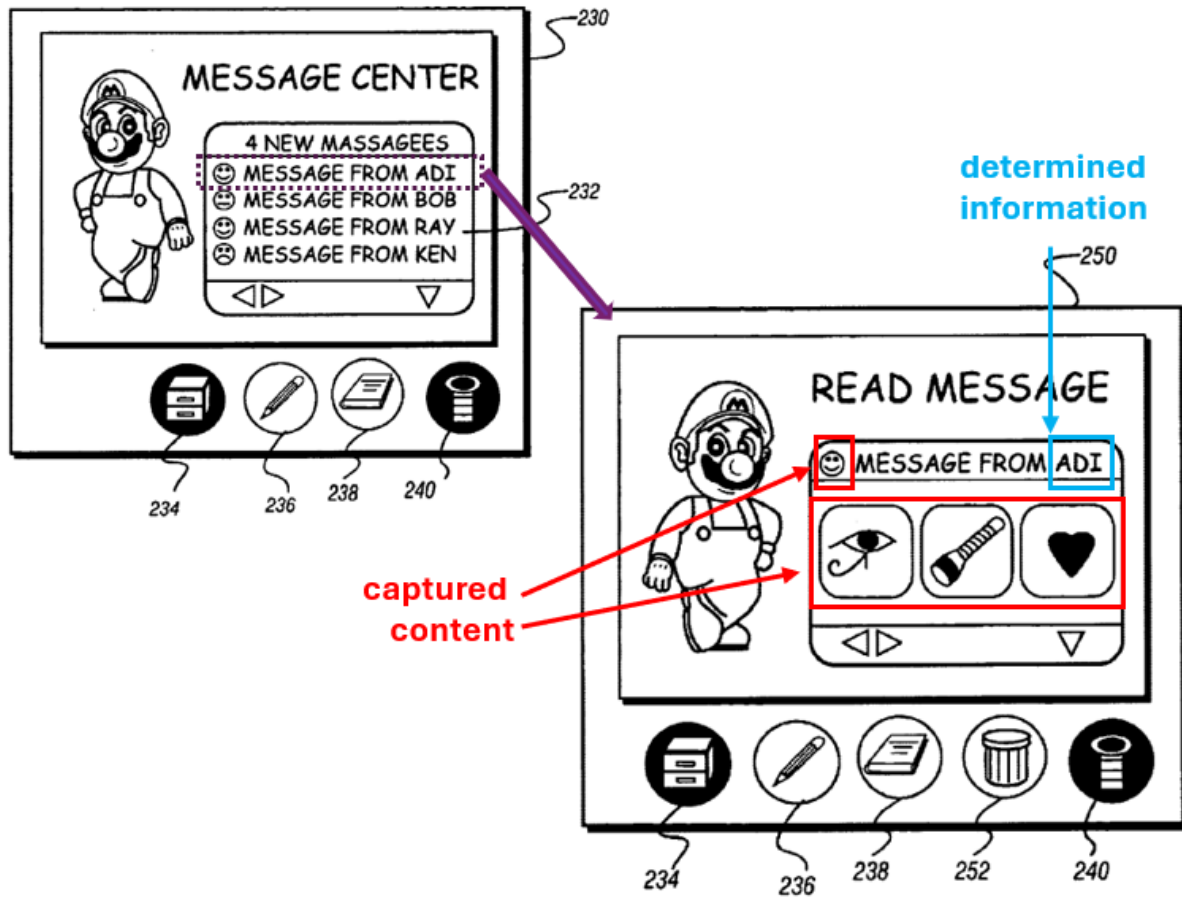 230
MESSAGE CENTER
4 NEW MASSAGEES
MESSAGE FROM ADI
MESSAGE FROM BOB
MESSAGE FROM RAY
MESSAGE FROM KEN
232
234
236
238
240
determined
information
250
READ MESSAGE
MESSAGE FROM ADI
captured
content
234
236
238
252
240
M
M